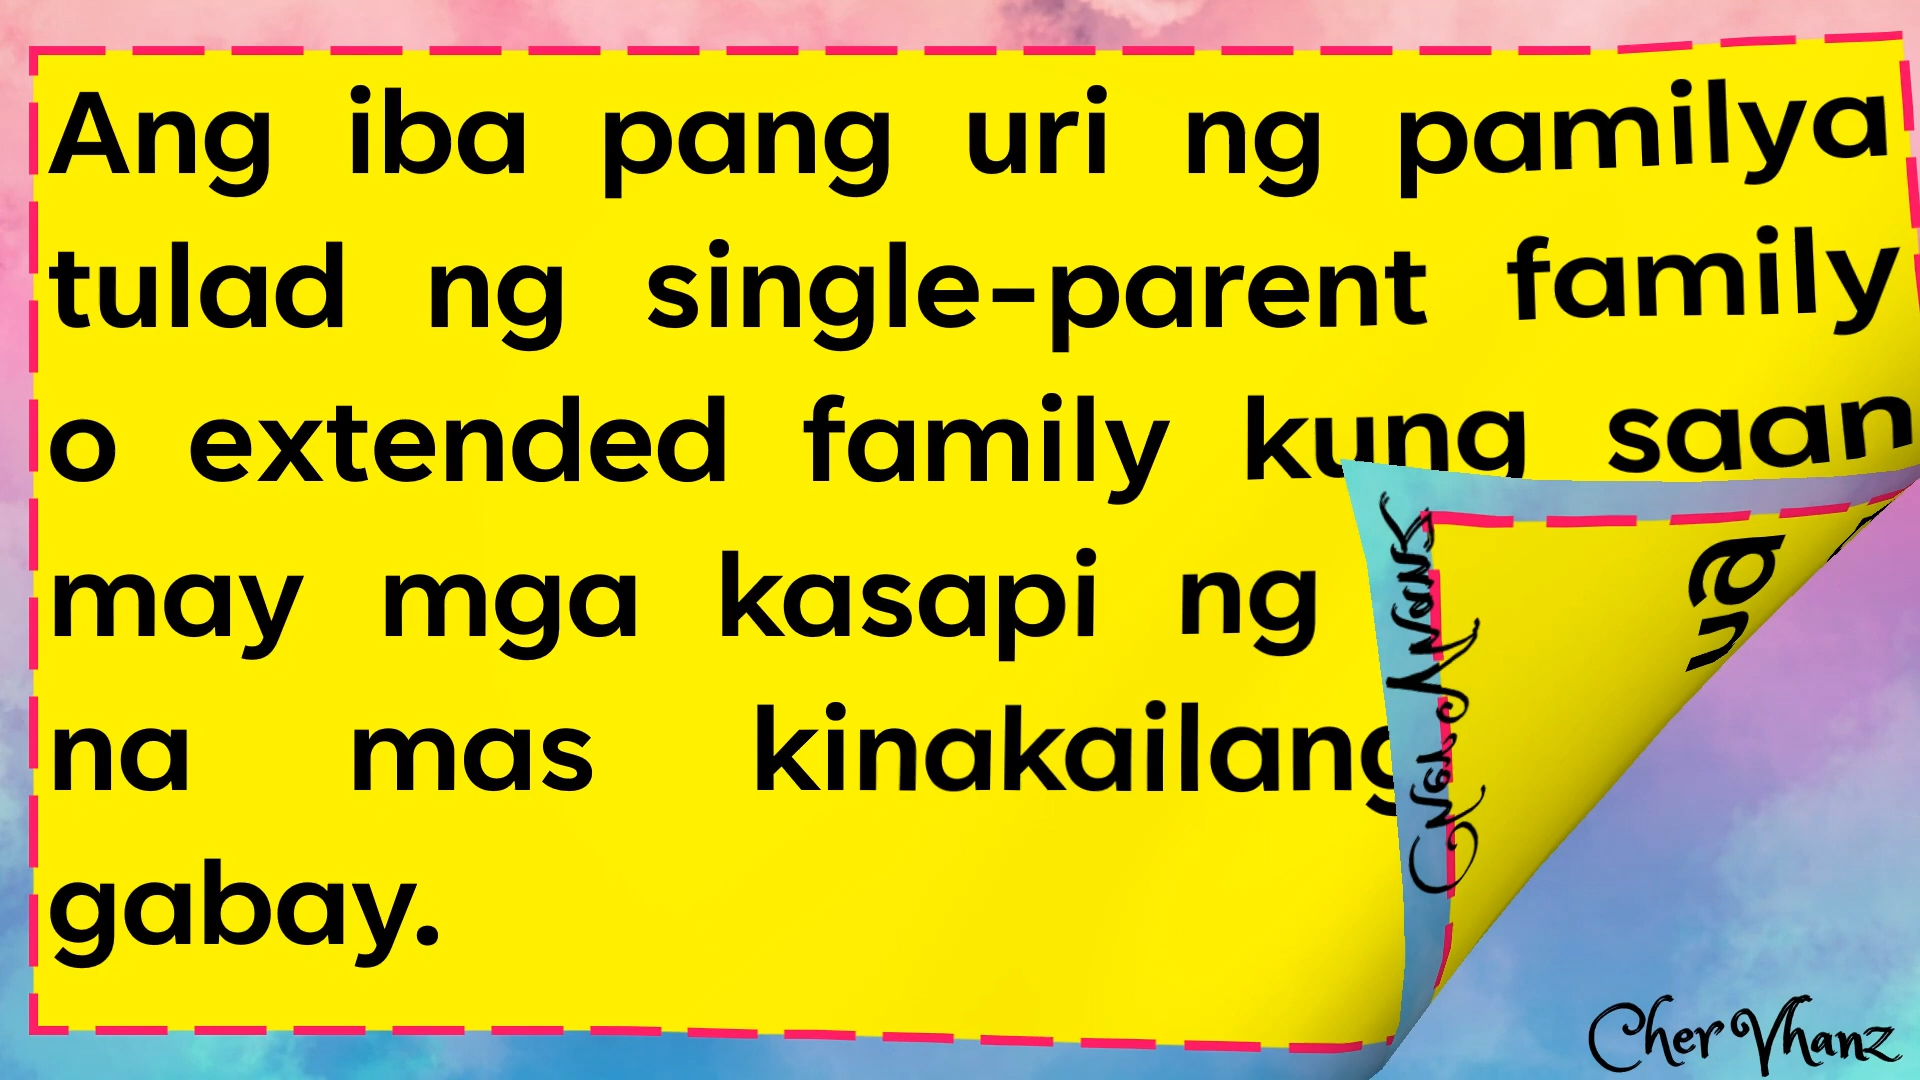 Ang iba pang uri ng pamilya
tulad ng single-parent family
o extended family kung saan
may mga kasapi ng
na mas
gabay.
Cher Vhanz
Cher Vhanz